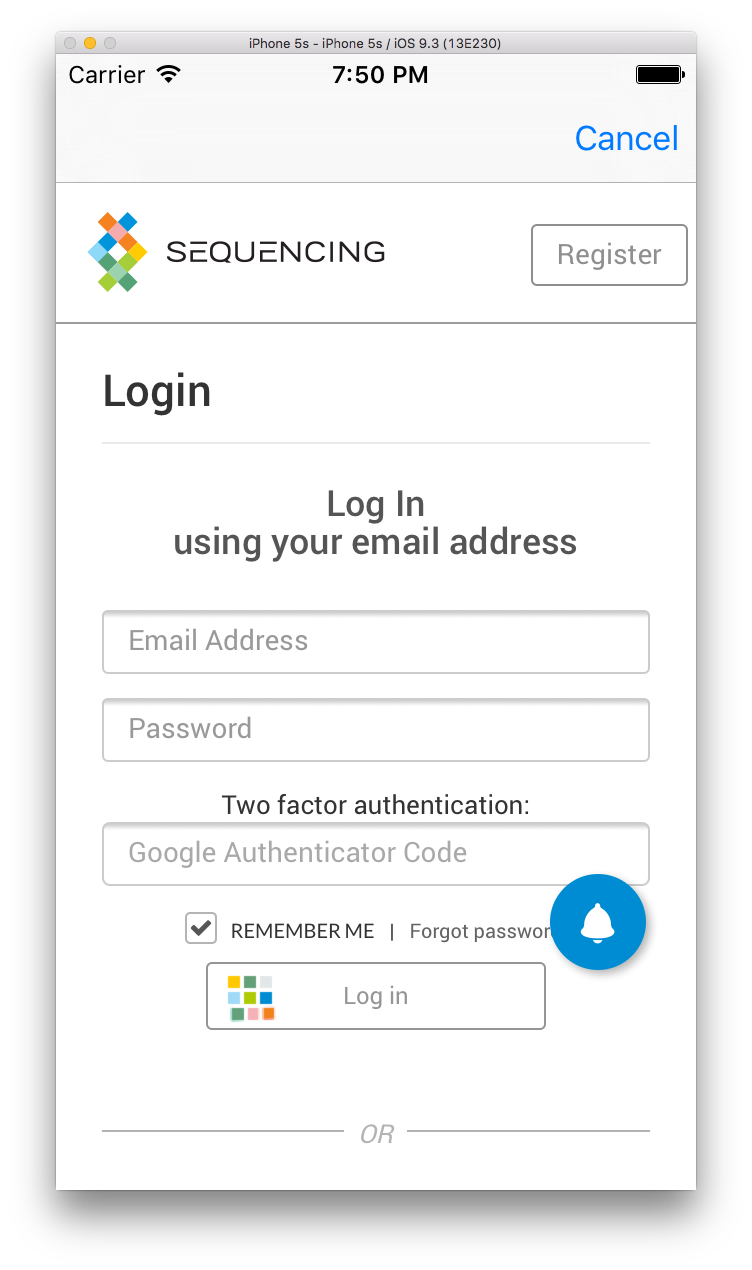 iPhone 5s - iPhone 5s / iOS 9.3 (13E230)
Carrier 7:50 PM
Cancel
SEQUENCING Register
Login
Log In
using your email address
Email Address
Password
Two factor authentication:
Google Authenticator Code
REMEMBER ME | Forgot passwor
Log in
OR